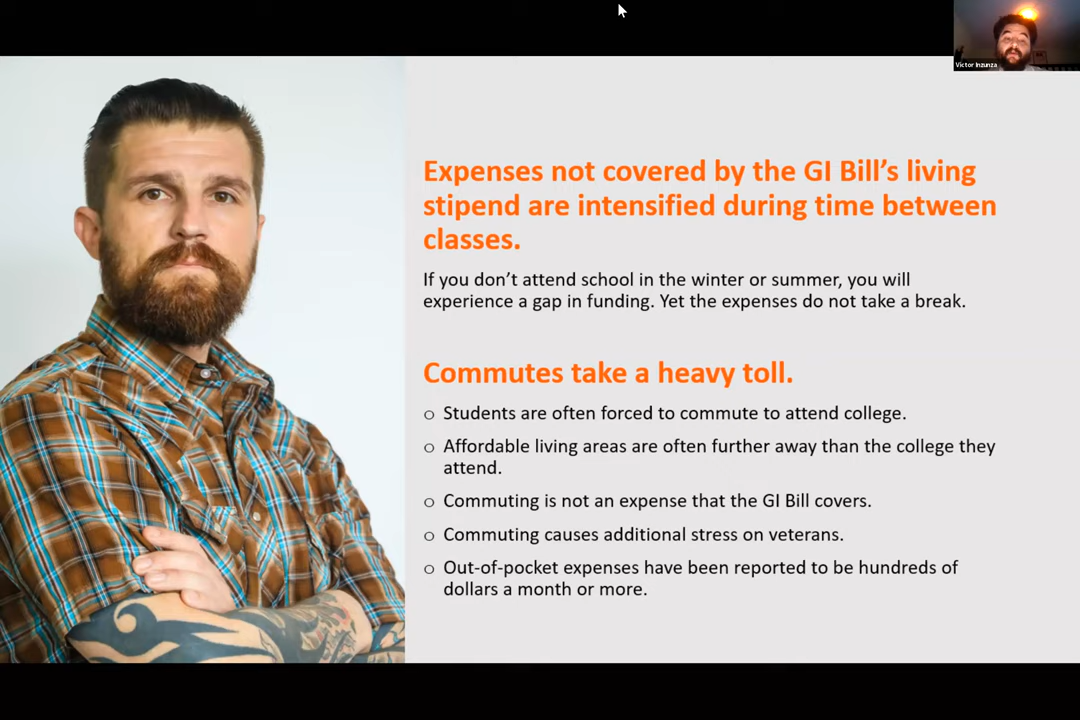 Victor Inzunza
Expenses not covered by the GI Bill’s living
stipend are intensified during time between
classes.
If you don’t attend school in the winter or summer, you will
experience a gap in funding. Yet the expenses do not take a break.
Commutes take a heavy toll.
o Students are often forced to commute to attend college.
o Affordable living areas are often further away than the college they
attend.
o Commuting is not an expense that the GI Bill covers.
o Commuting causes additional stress on veterans.
o Out-of-pocket expenses have been reported to be hundreds of
dollars a month or more.